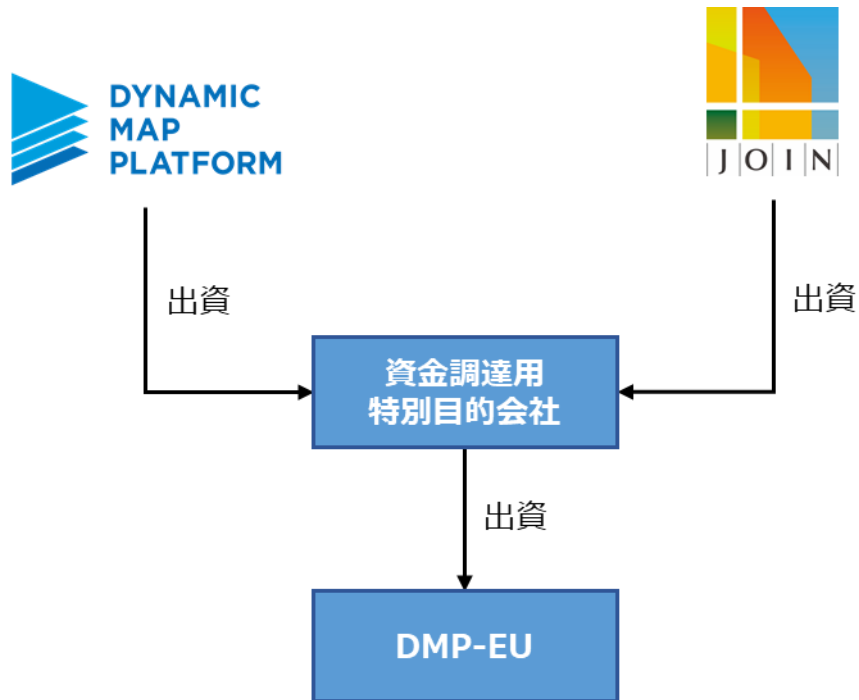 DYNAMIC
MAP
PLATFORM
JOIN
出資
出資
資金調達用
特別目的会社
出資
DMP-EU